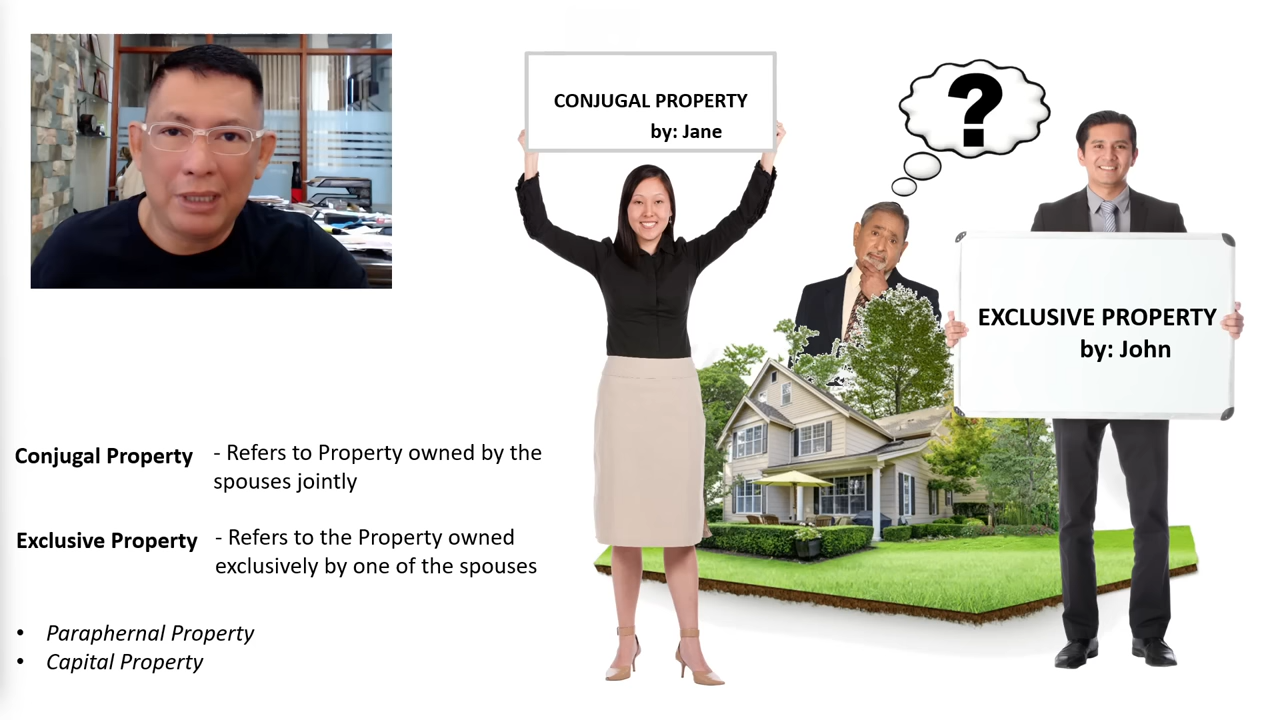 CONJUGAL PROPERTY
by: Jane
?
EXCLUSIVE PROPERTY
by: John
Conjugal Property - Refers to Property owned by the
spouses jointly
Exclusive Property - Refers to the Property owned
exclusively by one of the spouses
• Paraphernal Property
• Capital Property